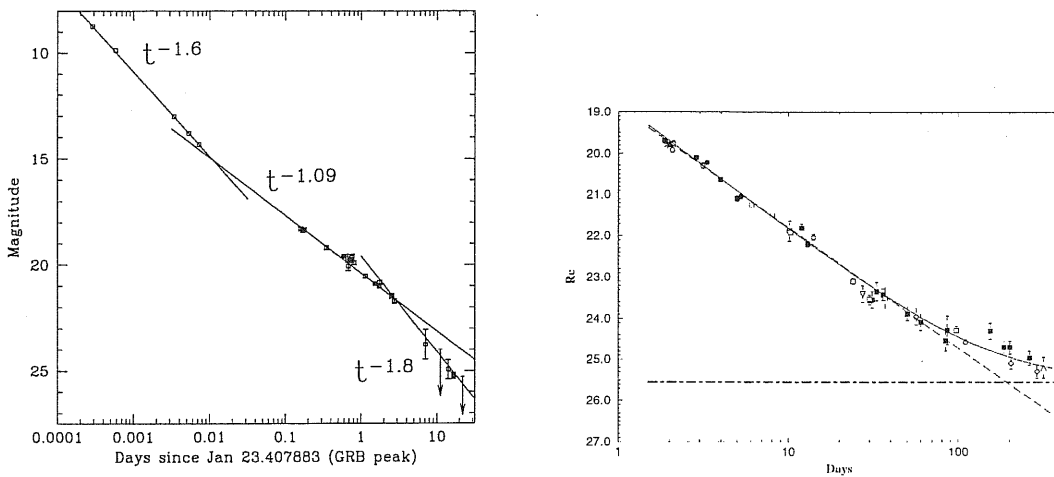 10
15
20
25
Magnitude
t^-1.6
t^-1.09
t^-1.8
0.0001 0.001 0.01 0.1 1 10
Days since Jan 23.407883 (GRB peak)
19.0
20.0
21.0
22.0
23.0
24.0
25.0
26.0
27.0
Rc
1 10 100
Days